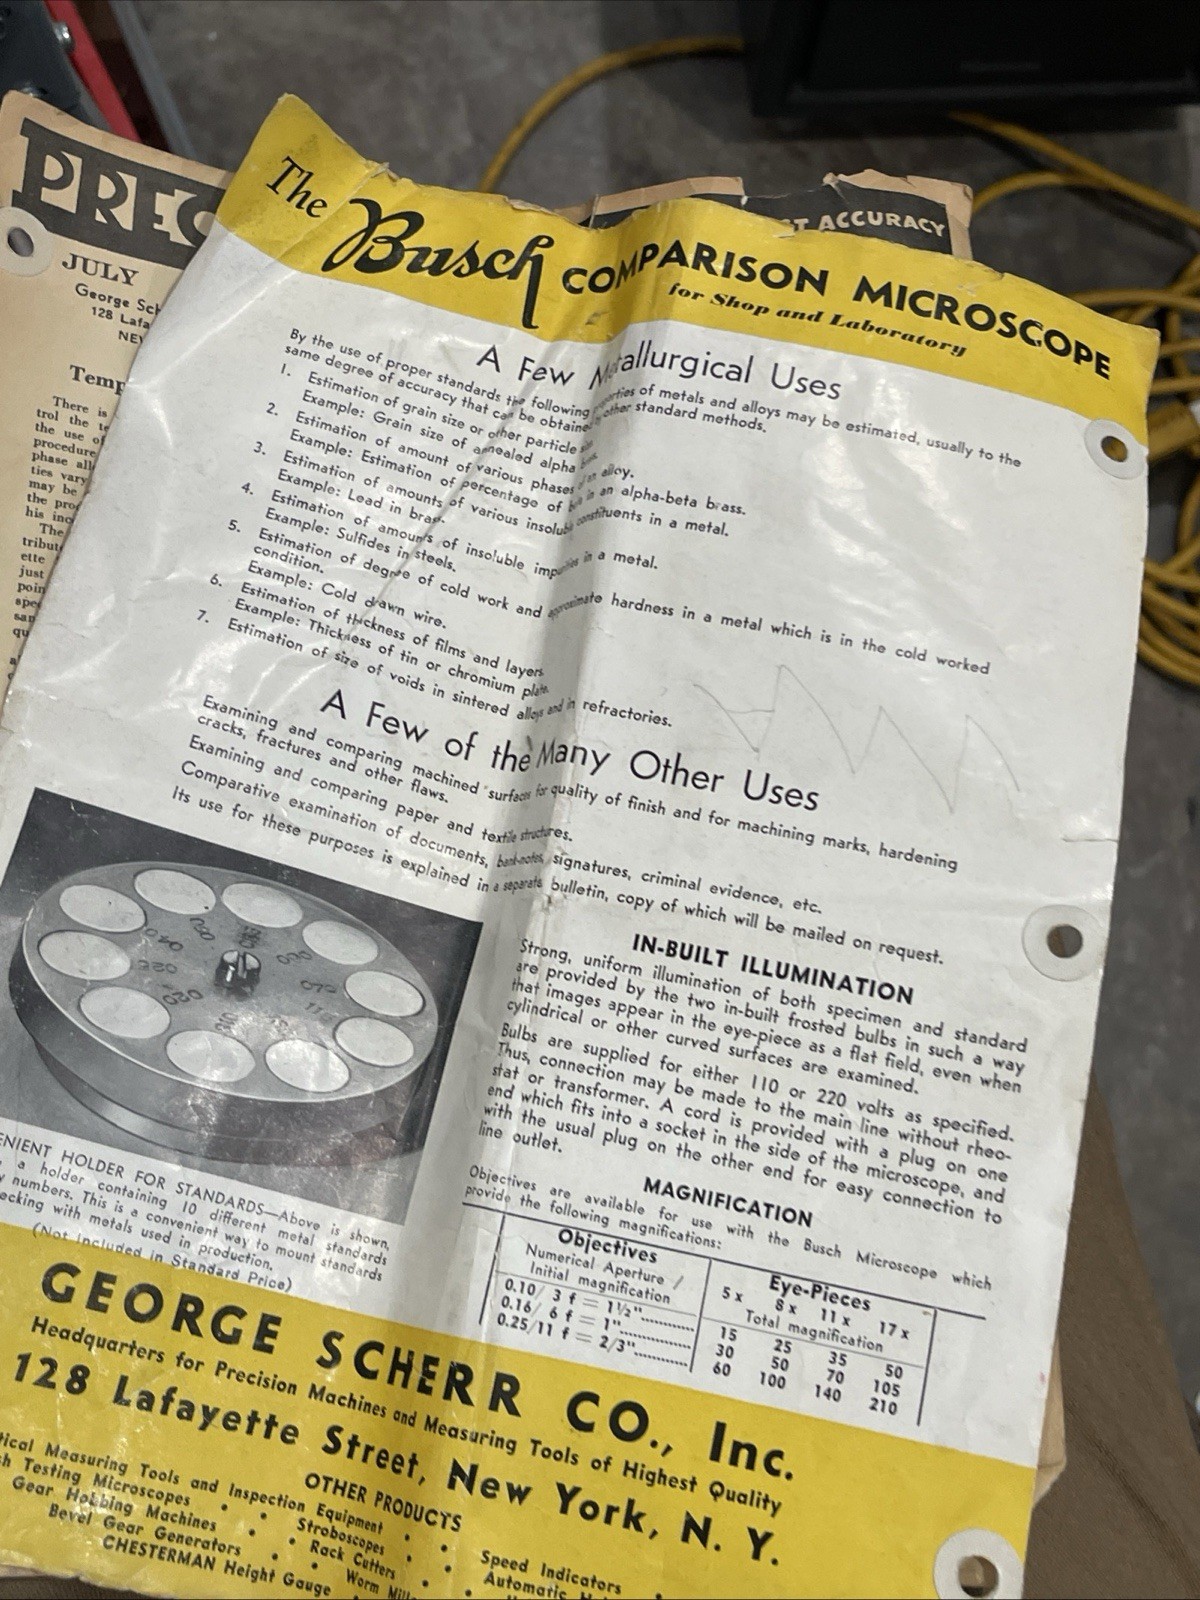 PREC
T ACCURACY
JULY
George Sch
128 Lafa
NEW
Temp
There is
trol the te
the use of
procedure
phase all
ties vary
may be
the pro
his inc
The
tribut
ette
just
poin
spe
san
qu
The Busch COMPARISON MICROSCOPE
for Shop and Laboratory
A Few Metallurgical Uses
By the use of proper standards the following properties of metals and alloys may be estimated, usually to the
same degree of accuracy that can be obtained by other standard methods.
1. Estimation of grain size or other particle size.
Example: Grain size of annealed alpha brass.
2. Estimation of amount of various phases of an alloy.
Example: Estimation of percentage of beta in an alpha-beta brass.
3. Estimation of amounts of various insoluble constituents in a metal.
Example: Lead in brass.
4. Estimation of amounts of insoluble impurities in a metal.
Example: Sulfides in steels.
5. Estimation of degree of cold work and approximate hardness in a metal which is in the cold worked
condition.
Example: Cold drawn wire.
6. Estimation of thickness of films and layers.
Example: Thickness of tin or chromium plate.
7. Estimation of size of voids in sintered alloys and in refractories.
A Few of the Many Other Uses
Examining and comparing machined surfaces for quality of finish and for machining marks, hardening
cracks, fractures and other flaws.
Examining and comparing paper and textile structures.
Comparative examination of documents, bank-notes, signatures, criminal evidence, etc.
Its use for these purposes is explained in a separate bulletin, copy of which will be mailed on request.
IN-BUILT ILLUMINATION
Strong, uniform illumination of both specimen and standard
are provided by the two in-built frosted bulbs in such a way
that images appear in the eye-piece as a flat field, even when
cylindrical or other curved surfaces are examined.
Bulbs are supplied for either 110 or 220 volts as specified.
Thus, connection may be made to the main line without rheo-
stat or transformer. A cord is provided with a plug on one
end which fits into a socket in the side of the microscope, and
with the usual plug on the other end for easy connection to
line outlet.
ENIENT HOLDER FOR STANDARDS—Above is shown,
a holder containing 10 different metal standards
numbers. This is a convenient way to mount standards
ecking with metals used in production.
(Not Included in Standard Price)
MAGNIFICATION
Objectives are available for use with the Busch Microscope which
provide the following magnifications:
Objectives
Numerical Aperture /
Initial magnification
Eye-Pieces
5 x 8 x 11 x 17 x
Total magnification
0.10/ 3 f = 1½".............. 15 25 35 50
0.16/ 6 f = 1".............. 30 50 70 105
0.25/11 f = 2/3".............. 60 100 140 210
GEORGE SCHERR CO., Inc.
Headquarters for Precision Machines and Measuring Tools of Highest Quality
128 Lafayette Street, New York, N. Y.
OTHER PRODUCTS
tical Measuring Tools and Inspection Equipment •
h Testing Microscopes • Stroboscopes • Speed Indicators •
Gear Hobbing Machines • Rack Cutters • Automatic
Bevel Gear Generators • Worm
CHESTERMAN Height Gauge •